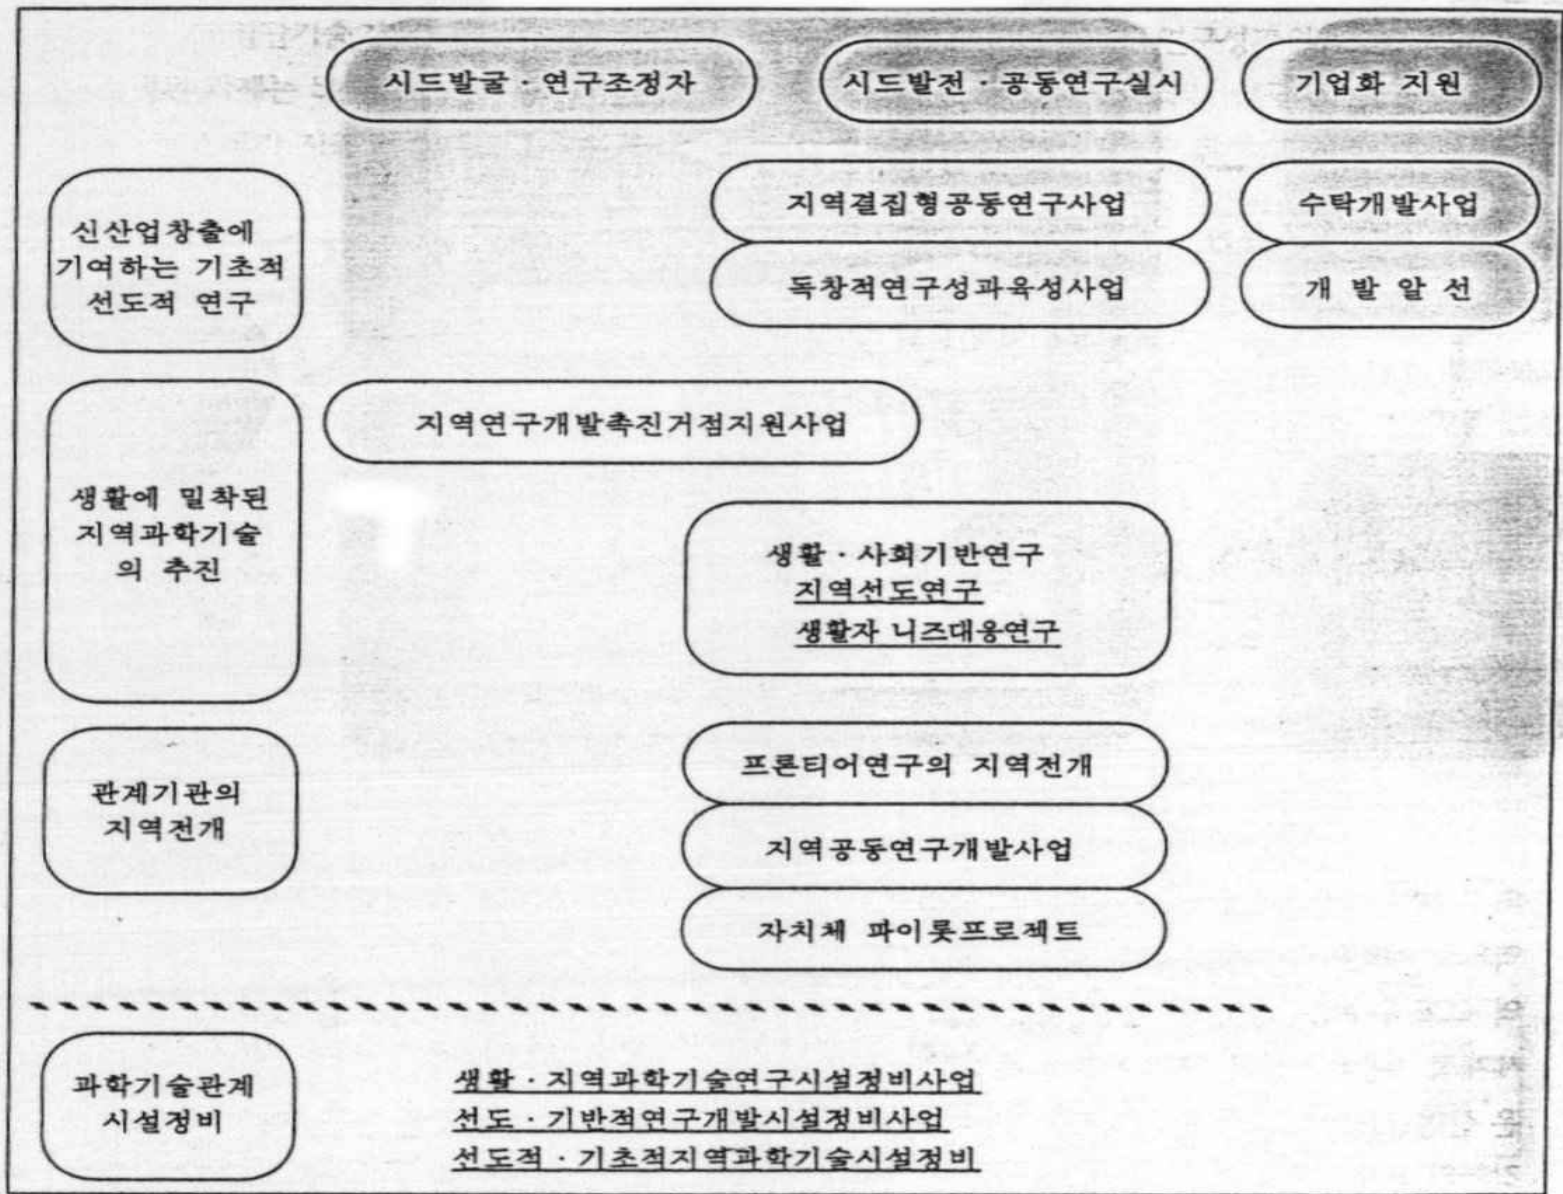 시드발굴 · 연구조정자
시드발전 · 공동연구실시
기업화 지원
신산업창출에
기여하는 기초적
선도적 연구
지역결집형공동연구사업
수탁개발사업
독창적연구성과육성사업
개 발 알 선
생활에 밀착된
지역과학기술
의 추진
지역연구개발촉진거점지원사업
생활 · 사회기반연구
지역선도연구
생활자 니즈대응연구
관계기관의
지역전개
프론티어연구의 지역전개
지역공동연구개발사업
자치체 파이롯프로젝트
과학기술관계
시설정비
생활 · 지역과학기술연구시설정비사업
선도 · 기반적연구개발시설정비사업
선도적 · 기초적지역과학기술시설정비